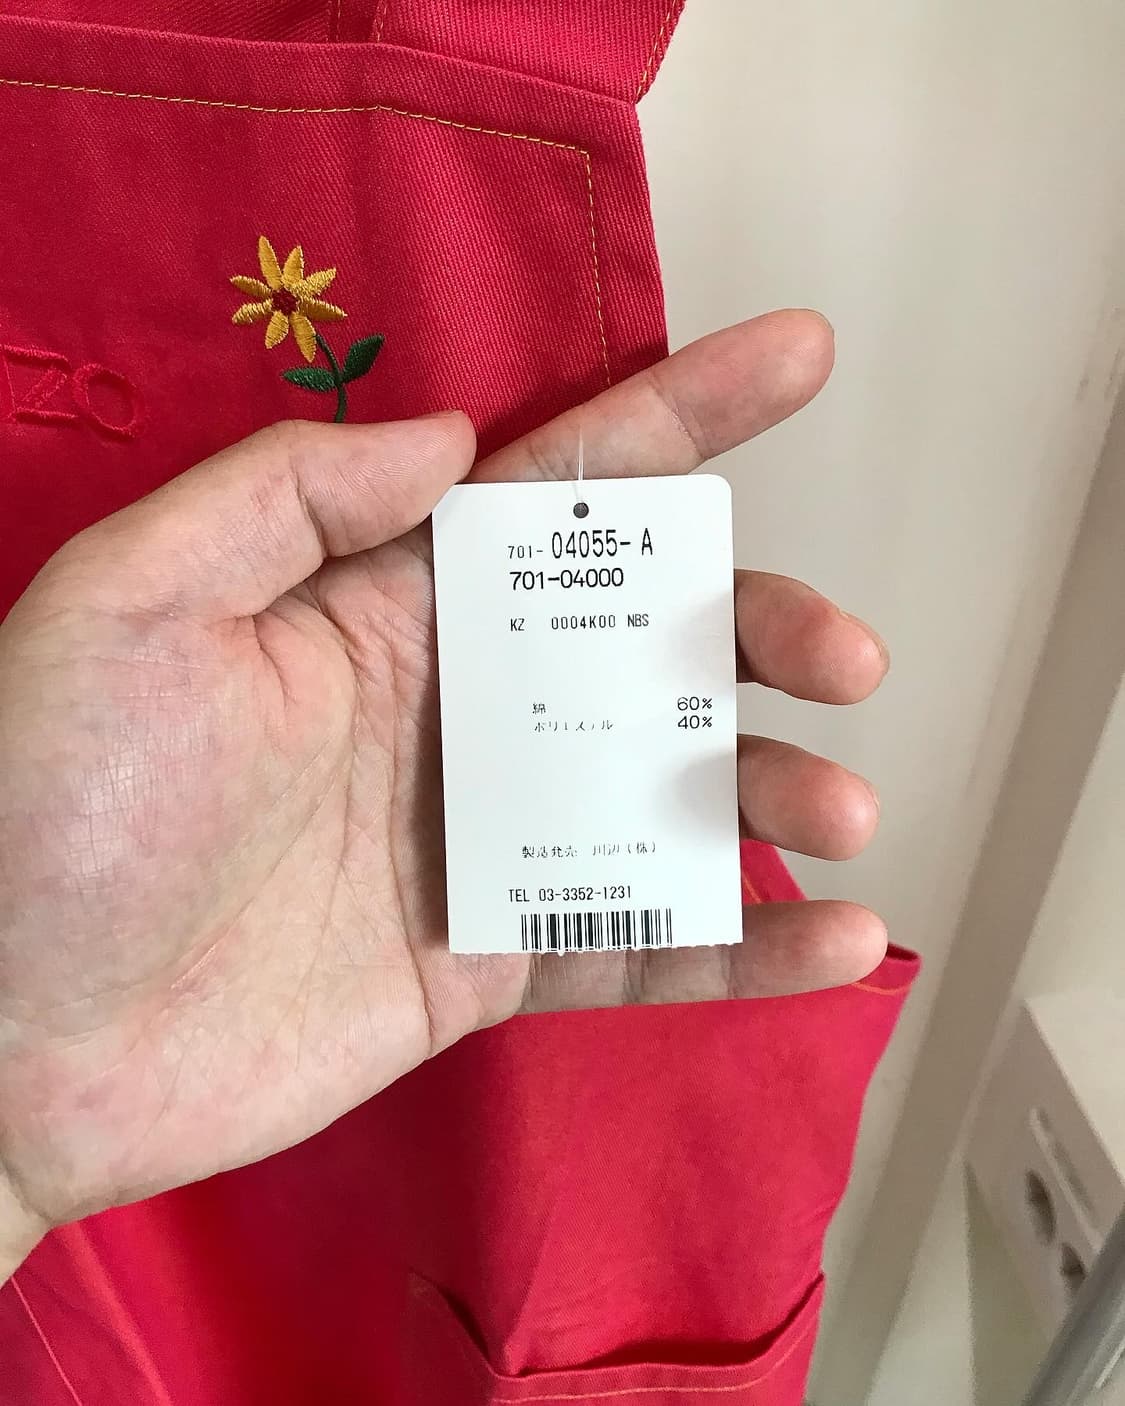 ZO
701- 04055- A
701-04000
KZ 0004K00 NBS
綿 60%
ポリエステル 40%
製造発売 川辺(株)
TEL 03-3352-1231